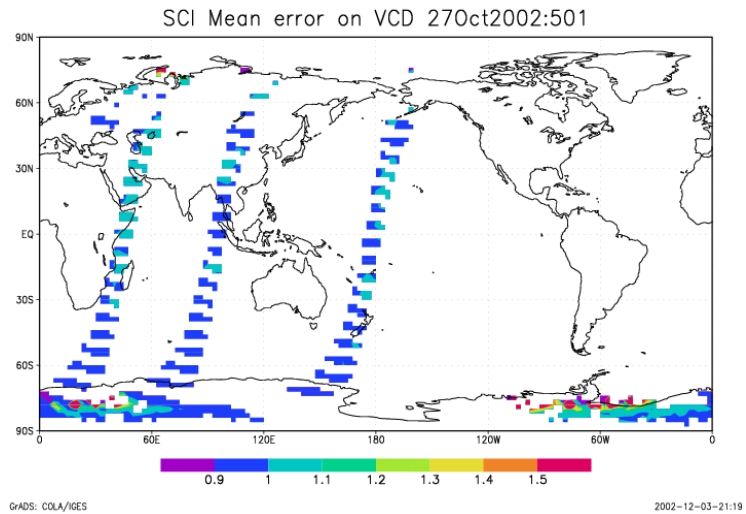 SCI Mean error on VCD 27Oct2002:501
90N
60N
30N
EQ
30S
60S
90S
0 60E 120E 180 120W 60W 0
0.9 1 1.1 1.2 1.3 1.4 1.5
GrADS: COLA/IGES 2002-12-03-21:19